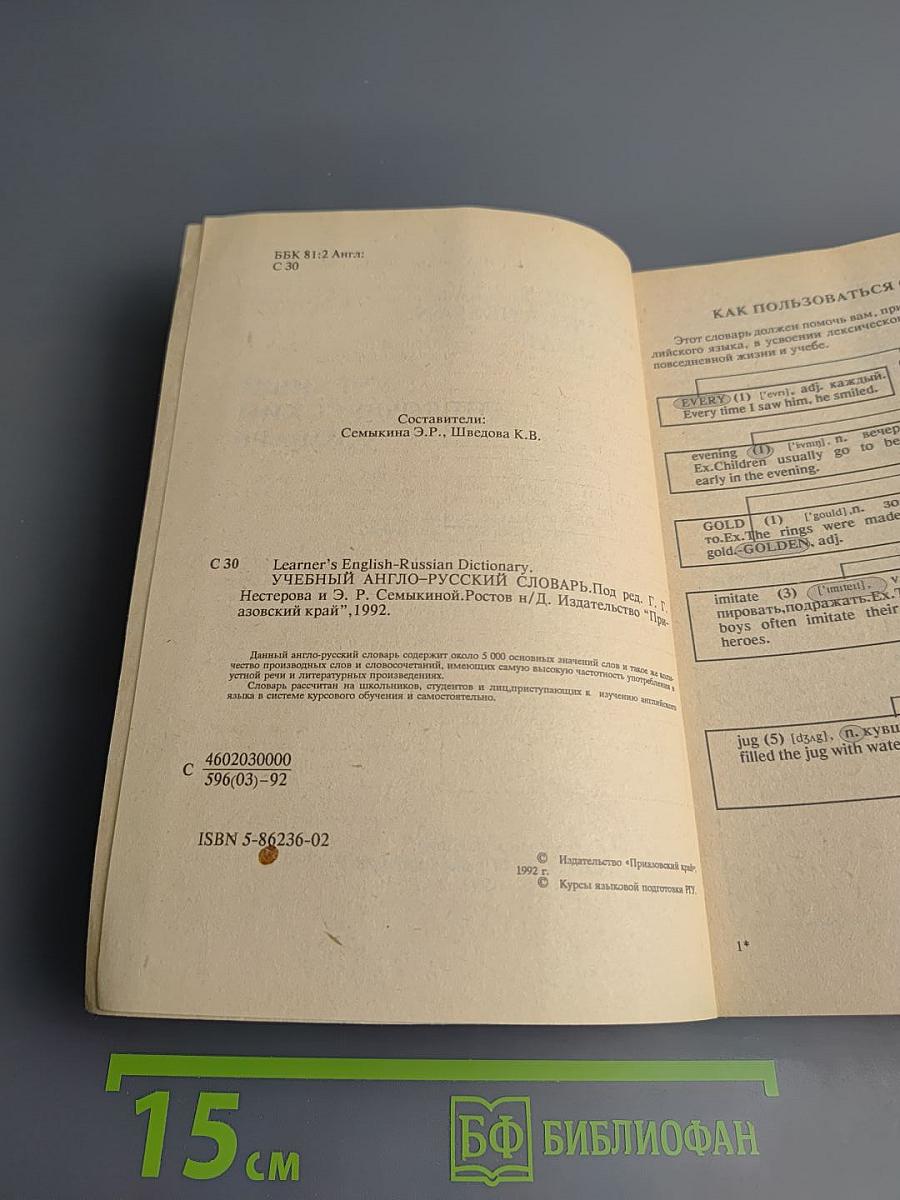 ББК 81:2 Англ:
С 30
Составители:
Семыкина Э.Р., Шведова К.В.
С 30 Learner's English-Russian Dictionary.
УЧЕБНЫЙ АНГЛО-РУССКИЙ СЛОВАРЬ.Под ред. Г. Г.
Нестерова и Э. Р. Семыкиной.Ростов н/Д. Издательство "При-
азовский край",1992.
Данный англо-русский словарь содержит около 5 000 основных значений слов и такое же коли-
чество производных слов и словосочетаний, имеющих самую высокую частотность употребления в
устной речи и литературных произведениях.
Словарь рассчитан на школьников, студентов и лиц,приступающих к изучению английского
языка в системе курсового обучения и самостоятельно.
С 4602030000
596(03)-92
ISBN 5-86236-02
© Издательство «Приазовский край»,
1992 г.
© Курсы языковой подготовки РГУ.
КАК ПОЛЬЗОВАТЬСЯ
Этот словарь должен помочь вам, при
лийского языка, в усвоении лексическо
повседневной жизни и учебе.
EVERY (1) ['evrı], adj. каждый.
Every time I saw him, he smiled.
evening (1) ['i:vnıŋ], n. вечер
Ex.Children usually go to be
early in the evening.
GOLD (1) ['gould],n. зо
то.Ex.The rings were made
gold.-GOLDEN, adj.
imitate (3) ['ımıteıt], v
пировать,подражать.Ex.T
boys often imitate their
heroes.
jug (5) [dʒʌg], n. кувш
filled the jug with wate
1*
15 см
БФ БИБЛИОФАН